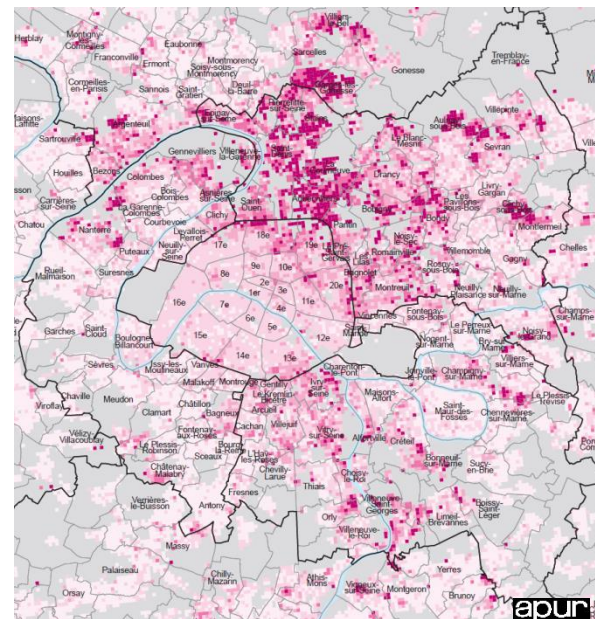 Herblay
Montigny-
Cormeilles
Franconville
Eaubonne
Ermont
Montmorency
Soisy-sous-
Montmorency
Cormeilles-
en-Parisis
Sannois
Saint-
Gratien
Deuil-
la-Barre
Villiers-
le-Bel
Sarcelles
Gonesse
Garges-lès-
Gonesse
Tremblay-
en-France
Maisons-
Laffitte
Sartrouville
Argenteuil
Epinay-
sur-Seine
Pierrefitte-
sur-Seine
Stains
Villepinte
Aulnay-
sous-Bois
Le Blanc-
Mesnil
Sevran
Houilles
Bezons
Colombes
Gennevilliers
Villeneuve-
la-Garenne
Saint-
Denis
La
Courneuve
Drancy
Livry-
Gargan
Carrières-
sur-Seine
Bois-
Colombes
Asnières-
sur-Seine
La Garenne-
Colombes
Courbevoie
Clichy
Saint-
Ouen
Aubervilliers
Bobigny
Les
Pavillons-
sous-Bois
Bondy
Clichy-
sous-Bois
Montfermeil
Chatou
Nanterre
Levallois-
Perret
Puteaux
Neuilly-
sur-Seine
Pantin
Le Pré-
Saint-
Gervais
Les
Lilas
Noisy-
le-Sec
Romainville
Villemomble
Gagny
Chelles
Rueil-
Malmaison
Suresnes
17e
18e
19e
8e
9e
10e
2e
3e
1er
4e
11e
20e
16e
7e
6e
5e
15e
14e
13e
12e
Bagnolet
Montreuil
Rosny-
sous-Bois
Neuilly-
Plaisance
Neuilly-
sur-Marne
Garches
Saint-
Cloud
Boulogne-
Billancourt
Saint-
Mandé
Vincennes
Fontenay-
sous-Bois
Le Perreux-
sur-Marne
Nogent-
sur-Marne
Bry-sur-
Marne
Noisy-
le-Grand
Champs-
sur-Marne
Sèvres
Issy-les-
Moulineaux
Vanves
Malakoff
Montrouge
Gentilly
Charenton-
le-Pont
Joinville-
le-Pont
Champigny-
sur-Marne
Villiers-
sur-Marne
Chaville
Viroflay
Meudon
Clamart
Châtillon
Bagneux
Le Kremlin-
Bicêtre
Arcueil
Ivry-
sur-
Seine
Maisons-
Alfort
Saint-
Maur-des-
Fossés
Chennevières-
sur-Marne
Le Plessis-
Trévise
Vélizy-
Villacoublay
Fontenay-
aux-Roses
Le Plessis-
Robinson
Sceaux
Bourg-
la-Reine
Cachan
Villejuif
Vitry-
sur-Seine
Alfortville
Créteil
Bonneuil-
sur-Marne
Sucy-
en-Brie
Châtenay-
Malabry
L'Haÿ-
les-Roses
Chevilly-
Larue
Choisy-
le-Roi
Fresnes
Thiais
Verrières-
le-Buisson
Antony
Orly
Villeneuve-
Saint-
Georges
Villeneuve-
le-Roi
Limeil-
Brévannes
Boissy-
Saint-
Léger
Massy
Palaiseau
Chilly-
Mazarin
Athis-
Mons
Orsay
Vigneux-
sur-Seine
Montgeron
Yerres
Brunoy
apur